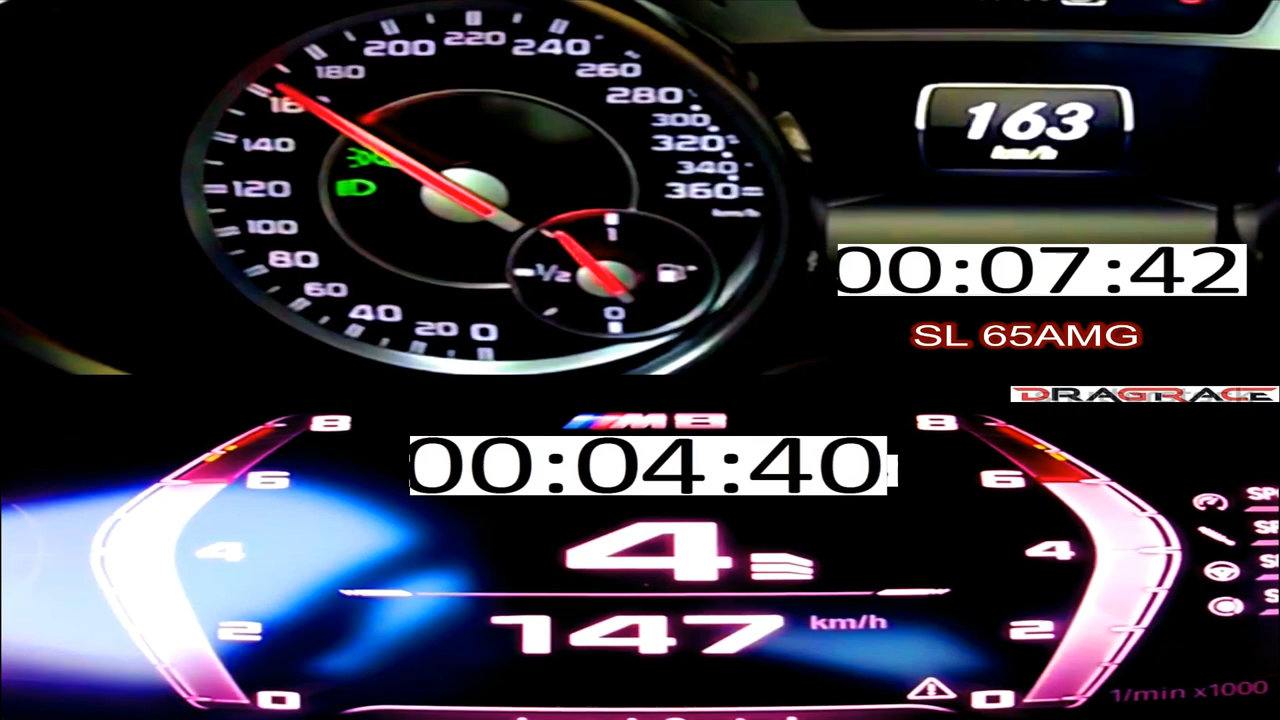 200 220 240
180 260
16 280
140 300
320
120 340
360
km/h
100
80
60
40 20 0
1
1/2
0
163
km/h
00:07:42
SL 65AMG
DRAGRACE
8 M8 8
00:04:40
6 6
4 4 4
147 km/h
2 2
0 0
1/min x1000